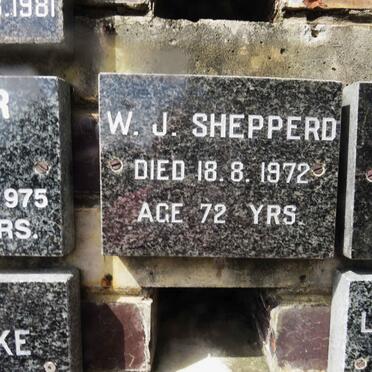 .1981
R
975
RS.
W. J. SHEPPERD
DIED 18. 8. 1972
AGE 72 YRS.
KE
L